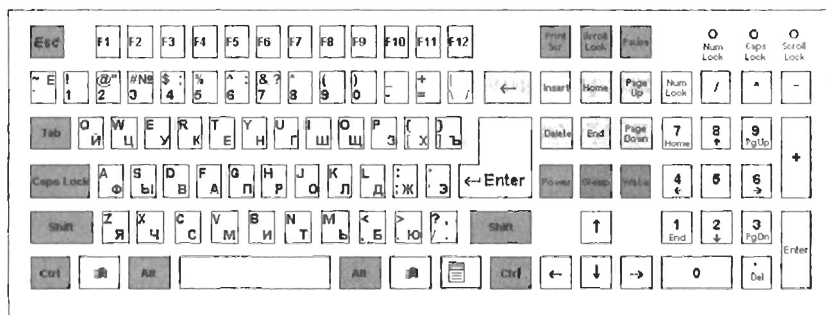 Esc F1 F2 F3 F4 F5 F6 F7 F8 F9 F10 F11 F12 Print Scr Scroll Lock Pause Num Lock Caps Lock Scroll Lock
~ Ё ! 1 @" 2 #№ 3 $ ; 4 % 5 ^ : 6 & ? 7 * 8 ( 9 ) 0 _ - + = | \ / ← Insert Home Page Up Num Lock / * -
Tab Й W Ц E У R К T Е Y Н U Г I Ш O Щ P З { [ Х } ] Ъ Delete End Page Down 7 Home 8 ↑ 9 PgUp +
Caps Lock A Ф S Ы D В F А G П H Р J О K Л L Д : ; Ж " ' Э ←Enter Power Sleep Wake 4 ← 5 6 →
Shift Z Я X Ч C С V М B И N Т M Ь < , Б > . Ю ? , / . Shift ↑ 1 End 2 ↓ 3 PgDn Enter
Ctrl Alt Alt Ctrl ← ↓ → 0 . Del